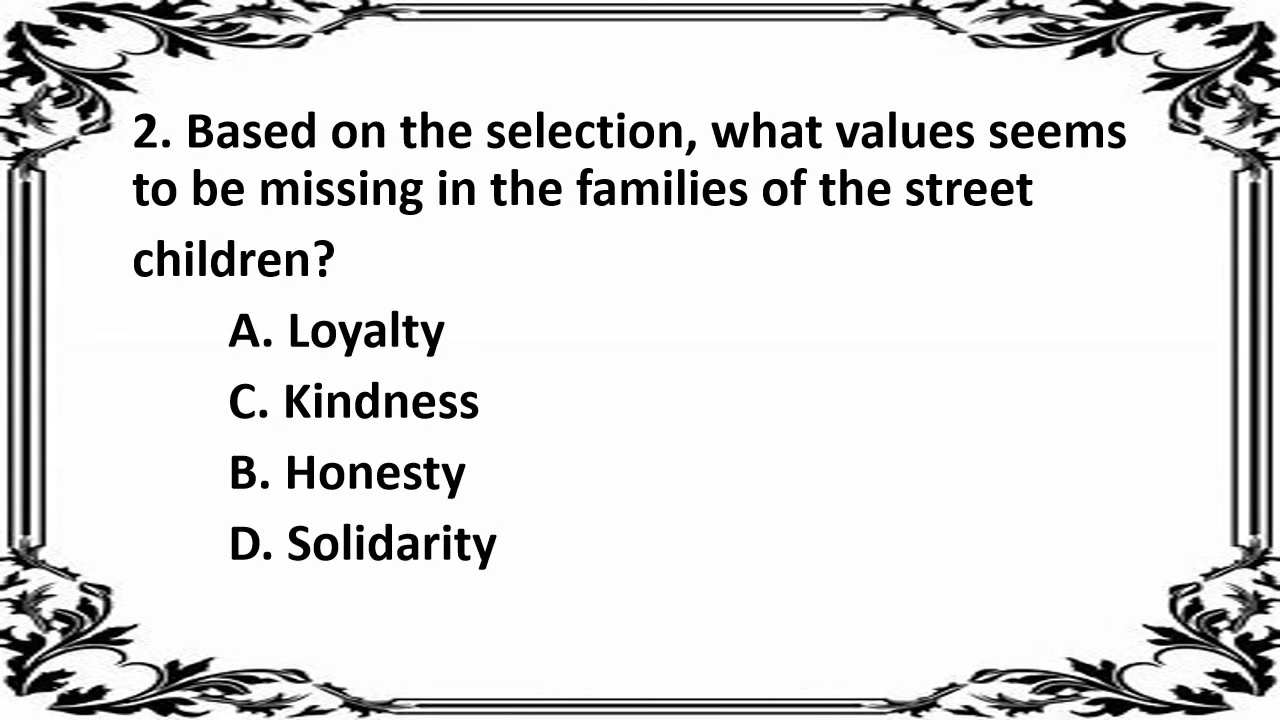 2. Based on the selection, what values seems
to be missing in the families of the street
children?
A. Loyalty
C. Kindness
B. Honesty
D. Solidarity